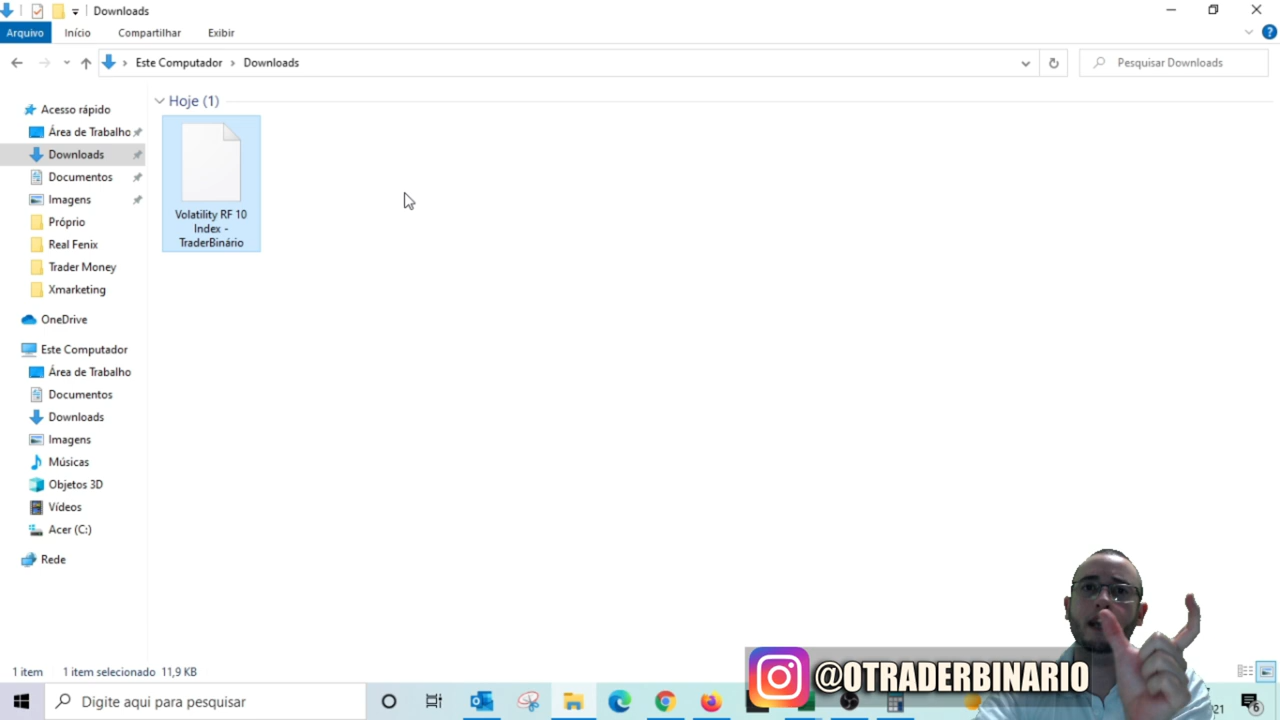 Downloads
Arquivo Início Compartilhar Exibir
Este Computador Downloads Pesquisar Downloads
Acesso rápido
Área de Trabalho
Downloads
Documentos
Imagens
Próprio
Real Fenix
Trader Money
Xmarketing
OneDrive
Este Computador
Área de Trabalho
Documentos
Downloads
Imagens
Músicas
Objetos 3D
Vídeos
Acer (C:)
Rede
Hoje (1)
Volatility RF 10
Index -
TraderBinário
1 item 1 item selecionado 11,9 KB
@OTRADERBINARIO
Digite aqui para pesquisar
6